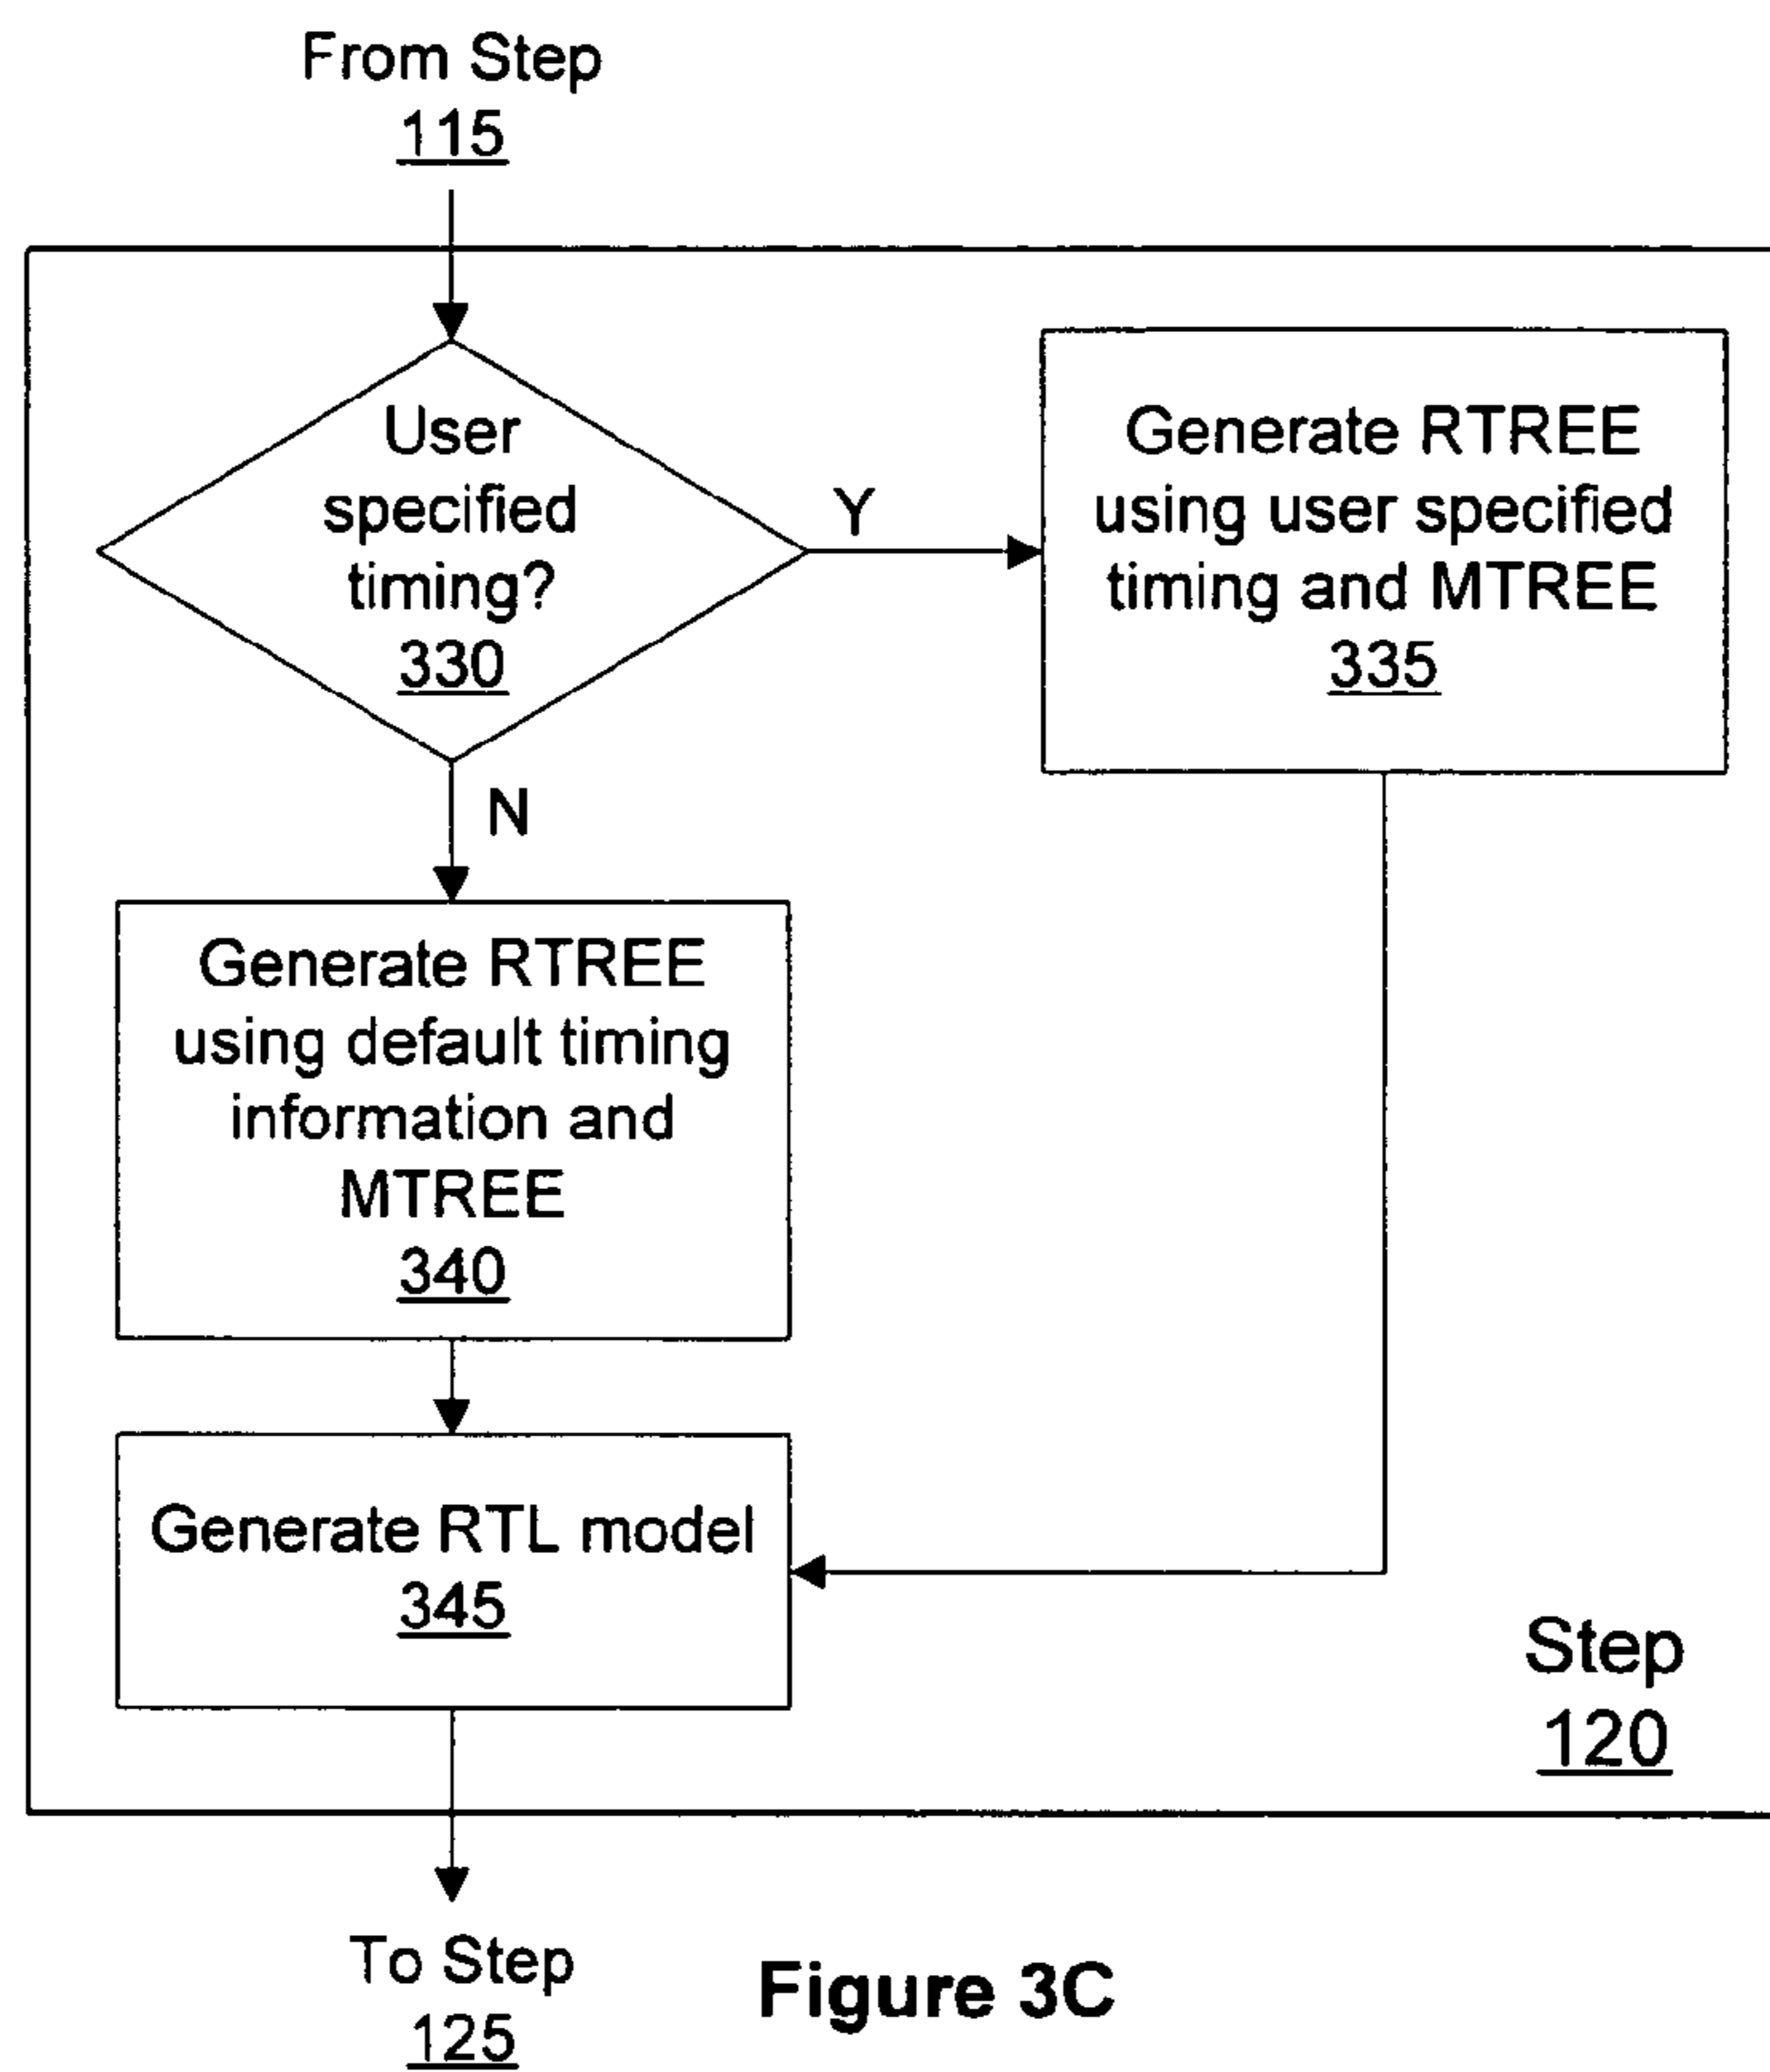 From Step
115
User
specified
timing?
330
Y
Generate RTREE
using user specified
timing and MTREE
335
N
Generate RTREE
using default timing
information and
MTREE
340
Generate RTL model
345
Step
120
To Step
125
Figure 3C